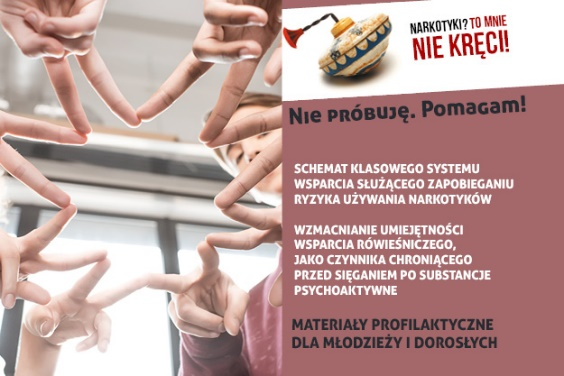 NARKOTYKI? TO MNIE
NIE KRĘCI!
Nie próbuję. Pomagam!
SCHEMAT KLASOWEGO SYSTEMU
WSPARCIA SŁUŻĄCEGO ZAPOBIEGANIU
RYZYKA UŻYWANIA NARKOTYKÓW
WZMACNIANIE UMIEJĘTNOŚCI
WSPARCIA RÓWIEŚNICZEGO,
JAKO CZYNNIKA CHRONIĄCEGO
PRZED SIĘGANIEM PO SUBSTANCJE
PSYCHOAKTYWNE
MATERIAŁY PROFILAKTYCZNE
DLA MŁODZIEŻY I DOROSŁYCH